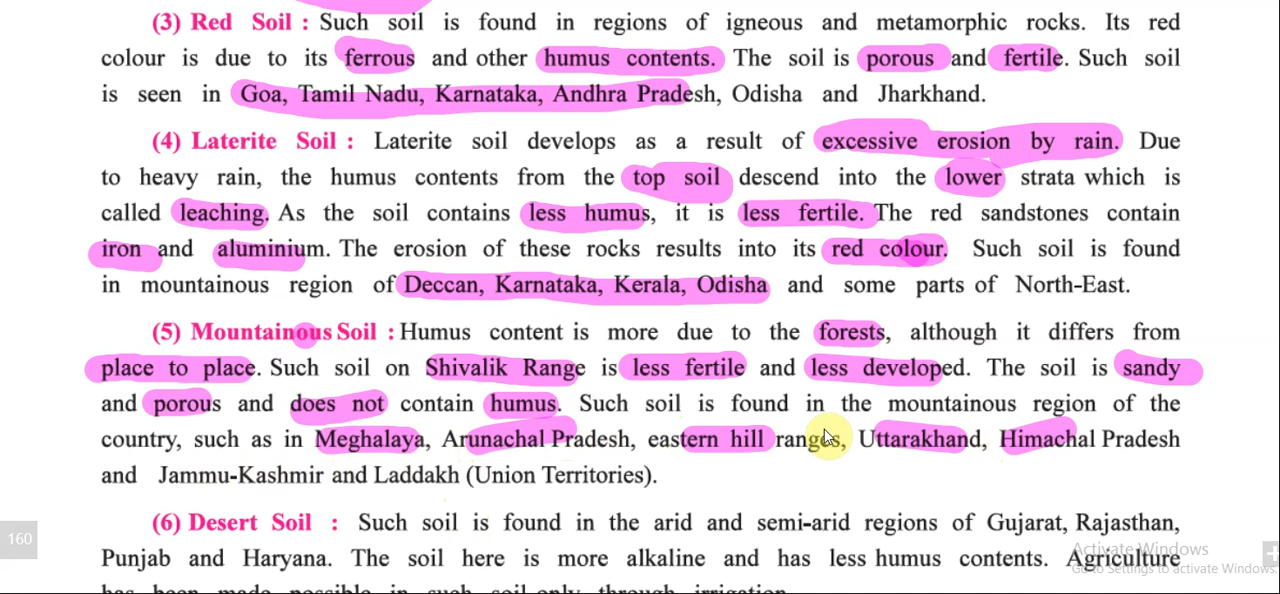 (3) Red Soil : Such soil is found in regions of igneous and metamorphic rocks. Its red
colour is due to its ferrous and other humus contents. The soil is porous and fertile. Such soil
is seen in Goa, Tamil Nadu, Karnataka, Andhra Pradesh, Odisha and Jharkhand.
(4) Laterite Soil : Laterite soil develops as a result of excessive erosion by rain. Due
to heavy rain, the humus contents from the top soil descend into the lower strata which is
called leaching. As the soil contains less humus, it is less fertile. The red sandstones contain
iron and aluminium. The erosion of these rocks results into its red colour. Such soil is found
in mountainous region of Deccan, Karnataka, Kerala, Odisha and some parts of North-East.
(5) Mountainous Soil : Humus content is more due to the forests, although it differs from
place to place. Such soil on Shivalik Range is less fertile and less developed. The soil is sandy
and porous and does not contain humus. Such soil is found in the mountainous region of the
country, such as in Meghalaya, Arunachal Pradesh, eastern hill ranges, Uttarakhand, Himachal Pradesh
and Jammu-Kashmir and Laddakh (Union Territories).
(6) Desert Soil : Such soil is found in the arid and semi-arid regions of Gujarat, Rajasthan,
160
Punjab and Haryana. The soil here is more alkaline and has less humus contents. Agriculture
Activate Windows
Go to Settings to activate Windows.
has been made possible in such soil only through irrigation.